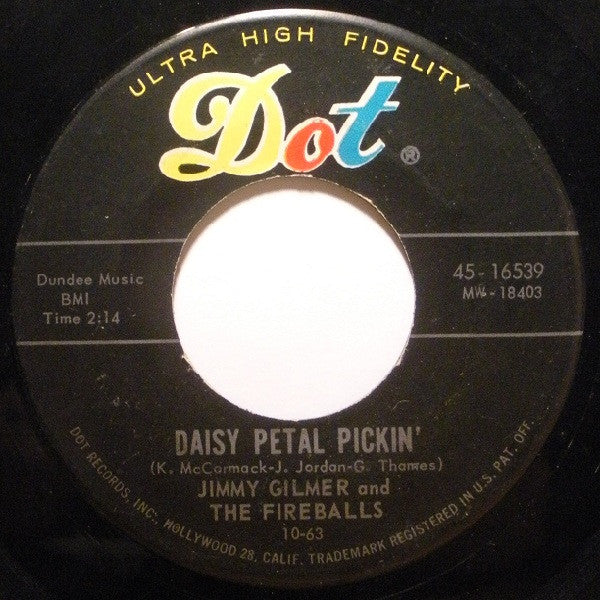 ULTRA HIGH FIDELITY
Dot ®
Dundee Music
BMI
Time 2:14
45-16539
MW-18403
DAISY PETAL PICKIN'
(K. McCormack-J. Jordan-G. Thawes)
JIMMY GILMER and
THE FIREBALLS
10-63
DOT RECORDS, INC., HOLLYWOOD 28, CALIF. TRADEMARK REGISTERED IN U.S. PAT. OFF.